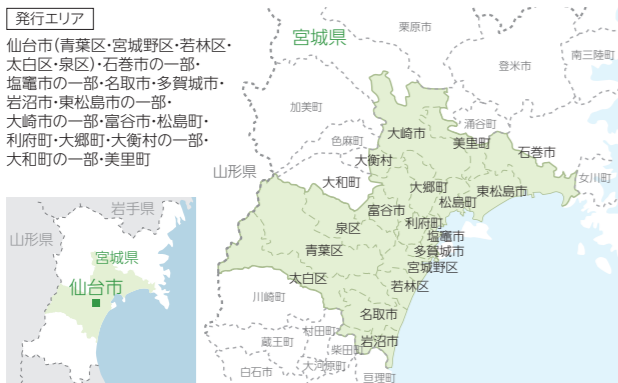 発行エリア
仙台市(青葉区・宮城野区・若林区・
太白区・泉区)・石巻市の一部・
塩竈市の一部・名取市・多賀城市・
岩沼市・東松島市の一部・
大崎市の一部・富谷市・松島町・
利府町・大郷町・大衡村の一部・
大和町の一部・美里町
宮城県
栗原市
登米市
南三陸町
加美町
色麻町
大崎市
涌谷町
美里町
石巻市
大衡村
山形県
大和町
大郷町
東松島市
女川町
松島町
富谷市
利府町
泉区
塩竈市
多賀城市
青葉区
宮城野区
太白区
若林区
川崎町
名取市
村田町
岩沼市
蔵王町
柴田町
大河原町
白石市
亘理町
岩手県
山形県
宮城県
仙台市